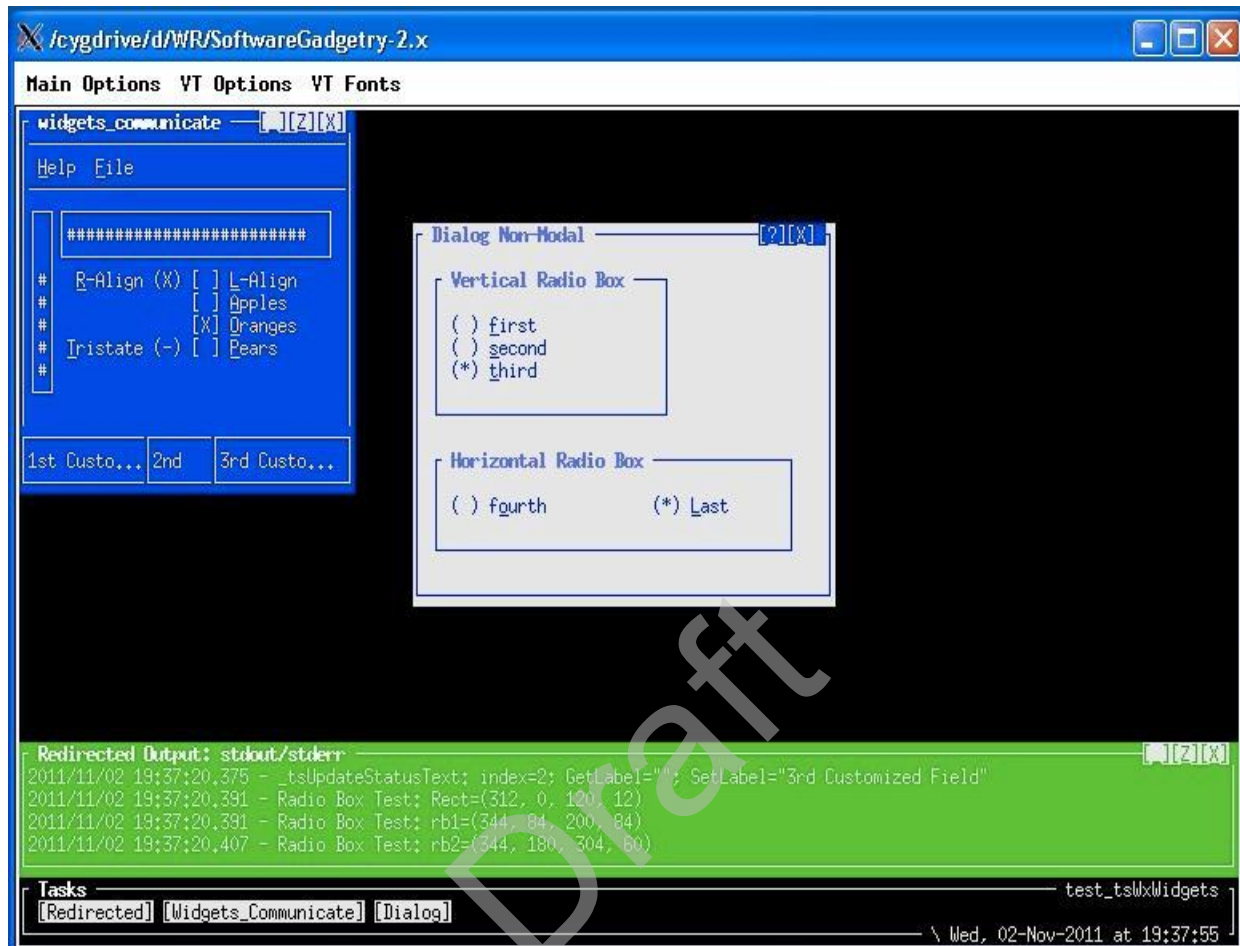 /cygdrive/d/WR/SoftwareGadgetry-2.x
Main Options VT Options VT Fonts
widgets_communicate [_][Z][X]
Help File
#########################
# R-Align (X) [ ] L-Align
# [ ] Apples
# [X] Oranges
# Tristate (-) [ ] Pears
#
1st Custo... 2nd 3rd Custo...
Dialog Non-Modal [?][X]
Vertical Radio Box
( ) first
( ) second
(*) third
Horizontal Radio Box
( ) fourth (*) Last
Redirected Output: stdout/stderr [_][Z][X]
2011/11/02 19:37:20.375 - _tsUpdateStatusText: index=2; GetLabel=""; SetLabel="3rd Customized Field"
2011/11/02 19:37:20.391 - Radio Box Test: Rect=(312, 0, 120, 12)
2011/11/02 19:37:20.391 - Radio Box Test: rb1=(344, 84, 200, 84)
2011/11/02 19:37:20.407 - Radio Box Test: rb2=(344, 180, 304, 60)
Tasks test_tsWxWidgets
[Redirected] [Widgets_Communicate] [Dialog]
\ Wed, 02-Nov-2011 at 19:37:55
Draft